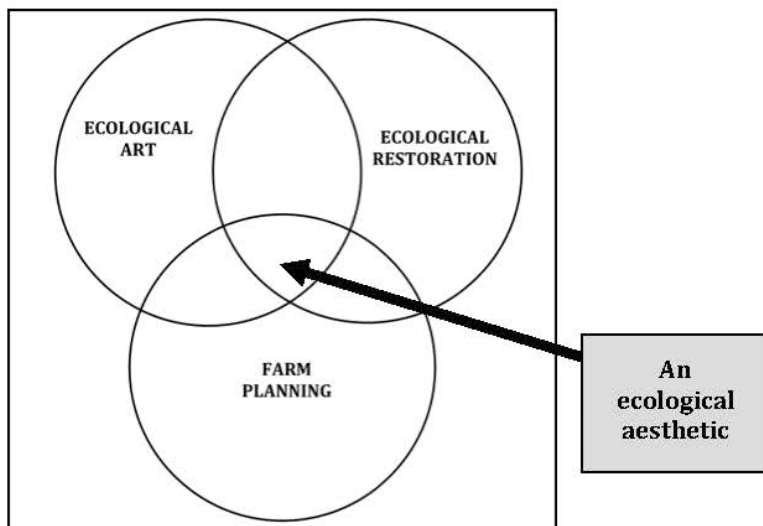 ECOLOGICAL
ART
ECOLOGICAL
RESTORATION
FARM
PLANNING
An
ecological
aesthetic